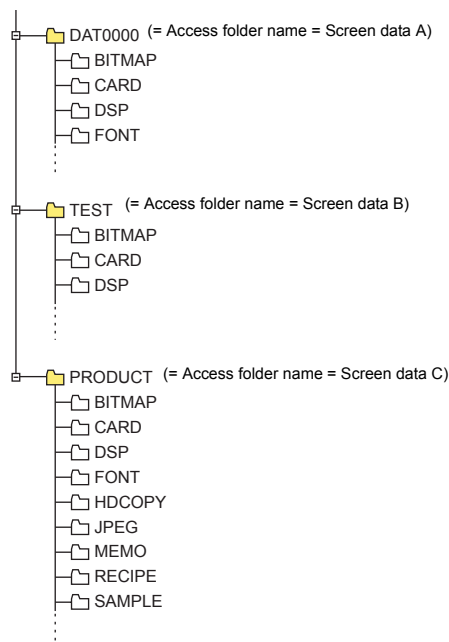 DAT0000 (= Access folder name = Screen data A)
BITMAP
CARD
DSP
FONT
TEST (= Access folder name = Screen data B)
BITMAP
CARD
DSP
PRODUCT (= Access folder name = Screen data C)
BITMAP
CARD
DSP
FONT
HDCOPY
JPEG
MEMO
RECIPE
SAMPLE